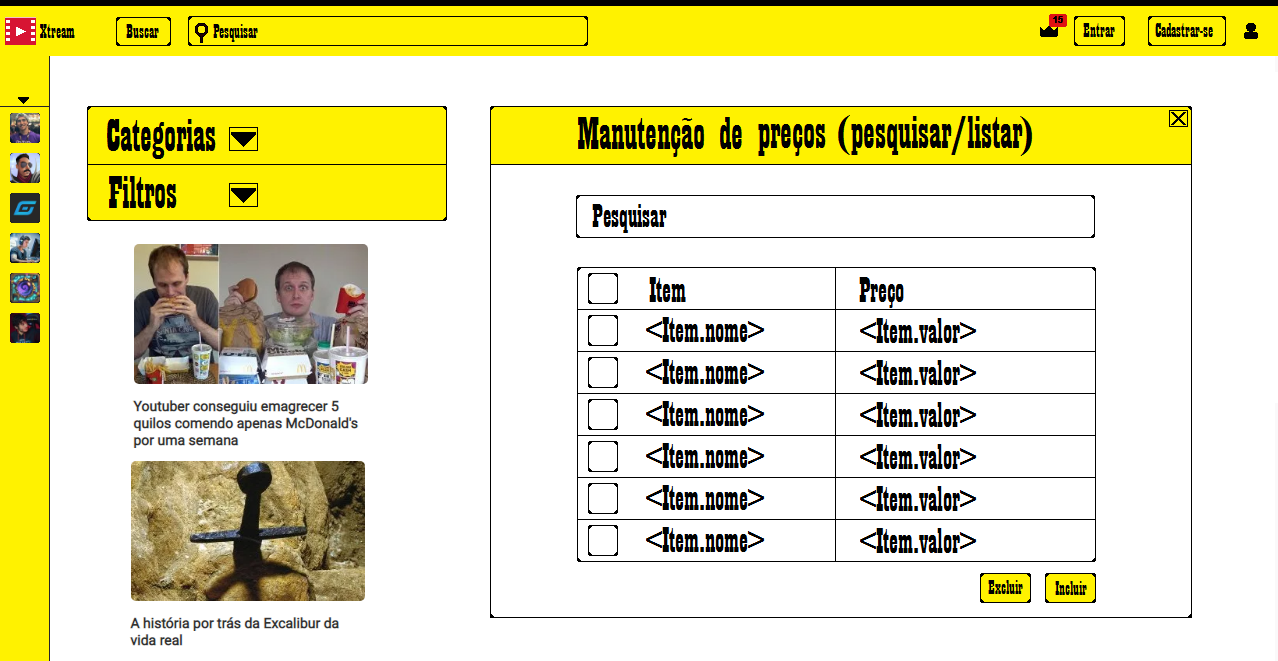 Xtream
Buscar
Pesquisar
15
Entrar
Cadastrar-se
Categorias
Filtros
Youtuber conseguiu emagrecer 5
quilos comendo apenas McDonald's
por uma semana
A história por trás da Excalibur da
vida real
Manutenção de preços (pesquisar/listar)
Pesquisar
Item Preço
<Item.nome> <Item.valor>
<Item.nome> <Item.valor>
<Item.nome> <Item.valor>
<Item.nome> <Item.valor>
<Item.nome> <Item.valor>
<Item.nome> <Item.valor>
Excluir
Incluir